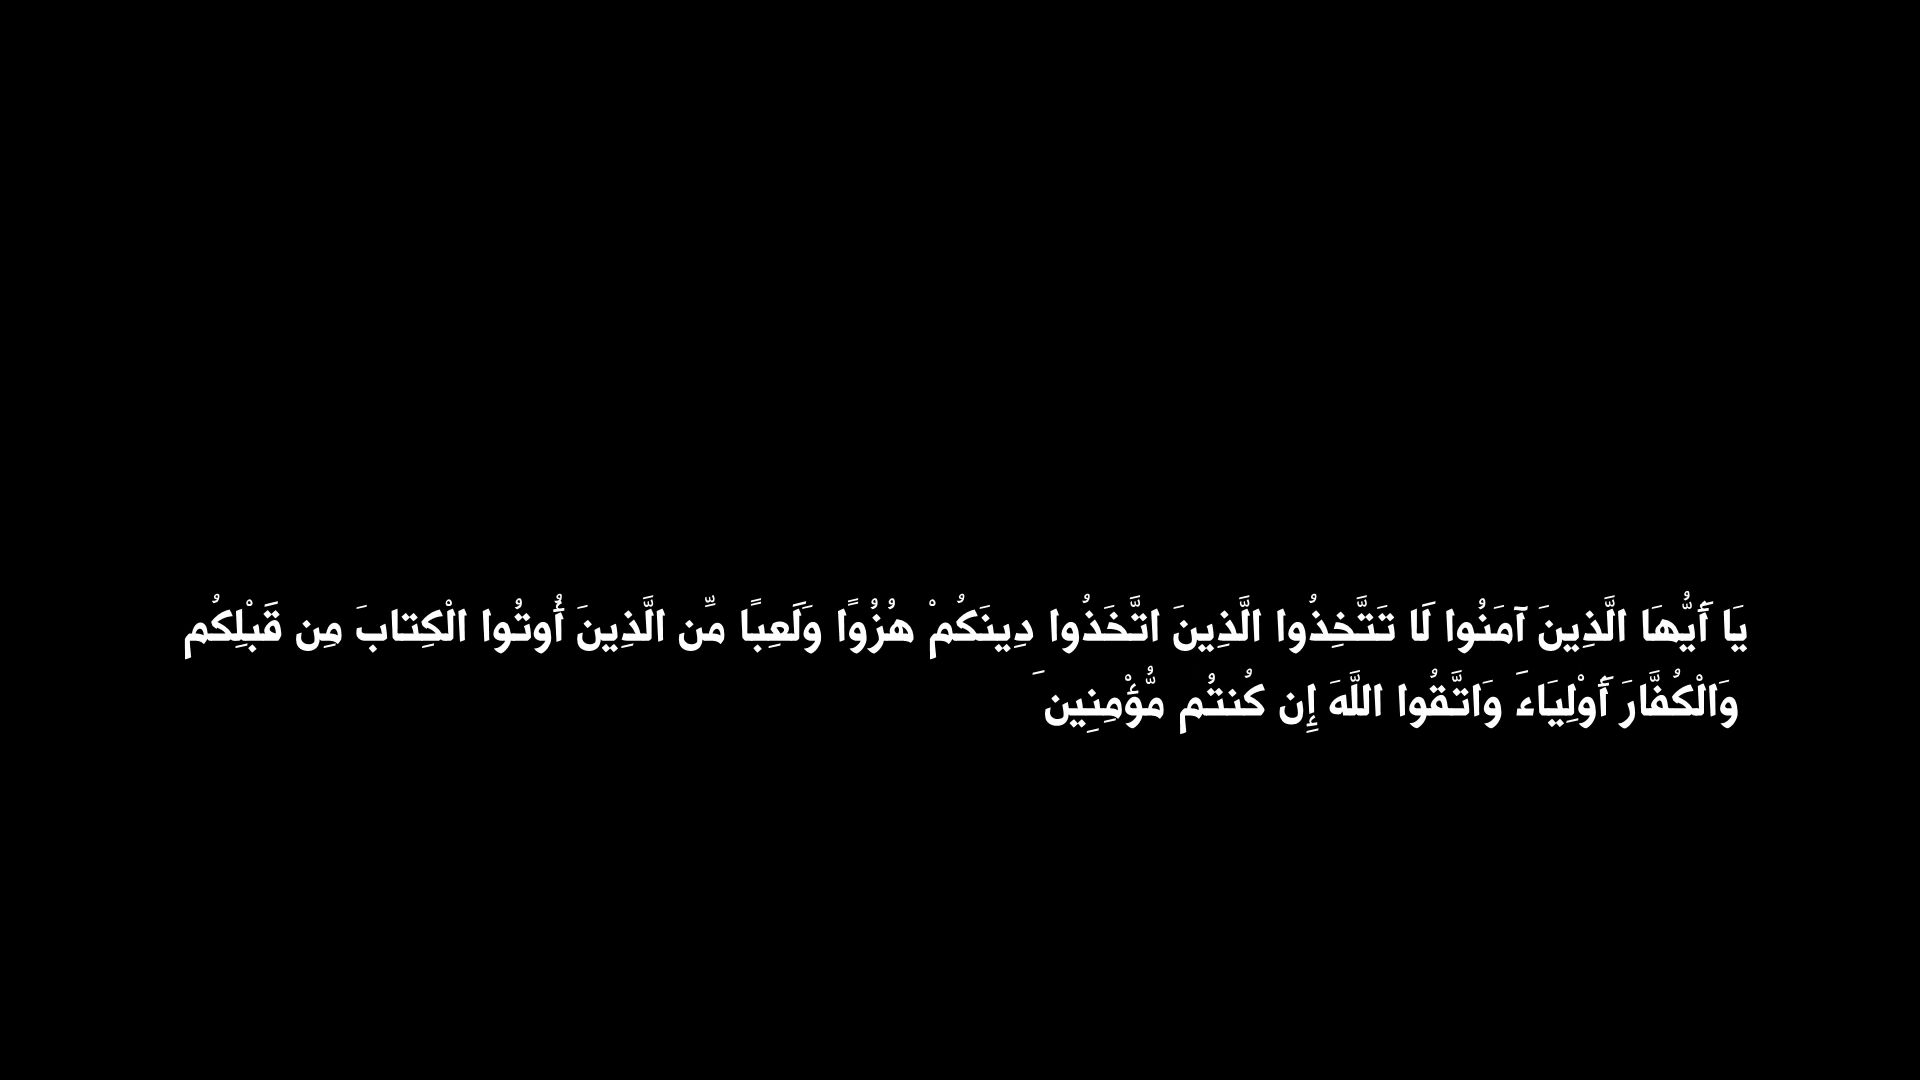 يَا أَيُّهَا الَّذِينَ آمَنُوا لَا تَتَّخِذُوا الَّذِينَ اتَّخَذُوا دِينَكُمْ هُزُوًا وَلَعِبًا مِّن الَّذِينَ أُوتُوا الْكِتابَ مِن قَبْلِكُم
وَالْكُفَّارَ أَوْلِيَاءَ وَاتَّقُوا اللَّهَ إِن كُنتُم مُّؤْمِنِين َ